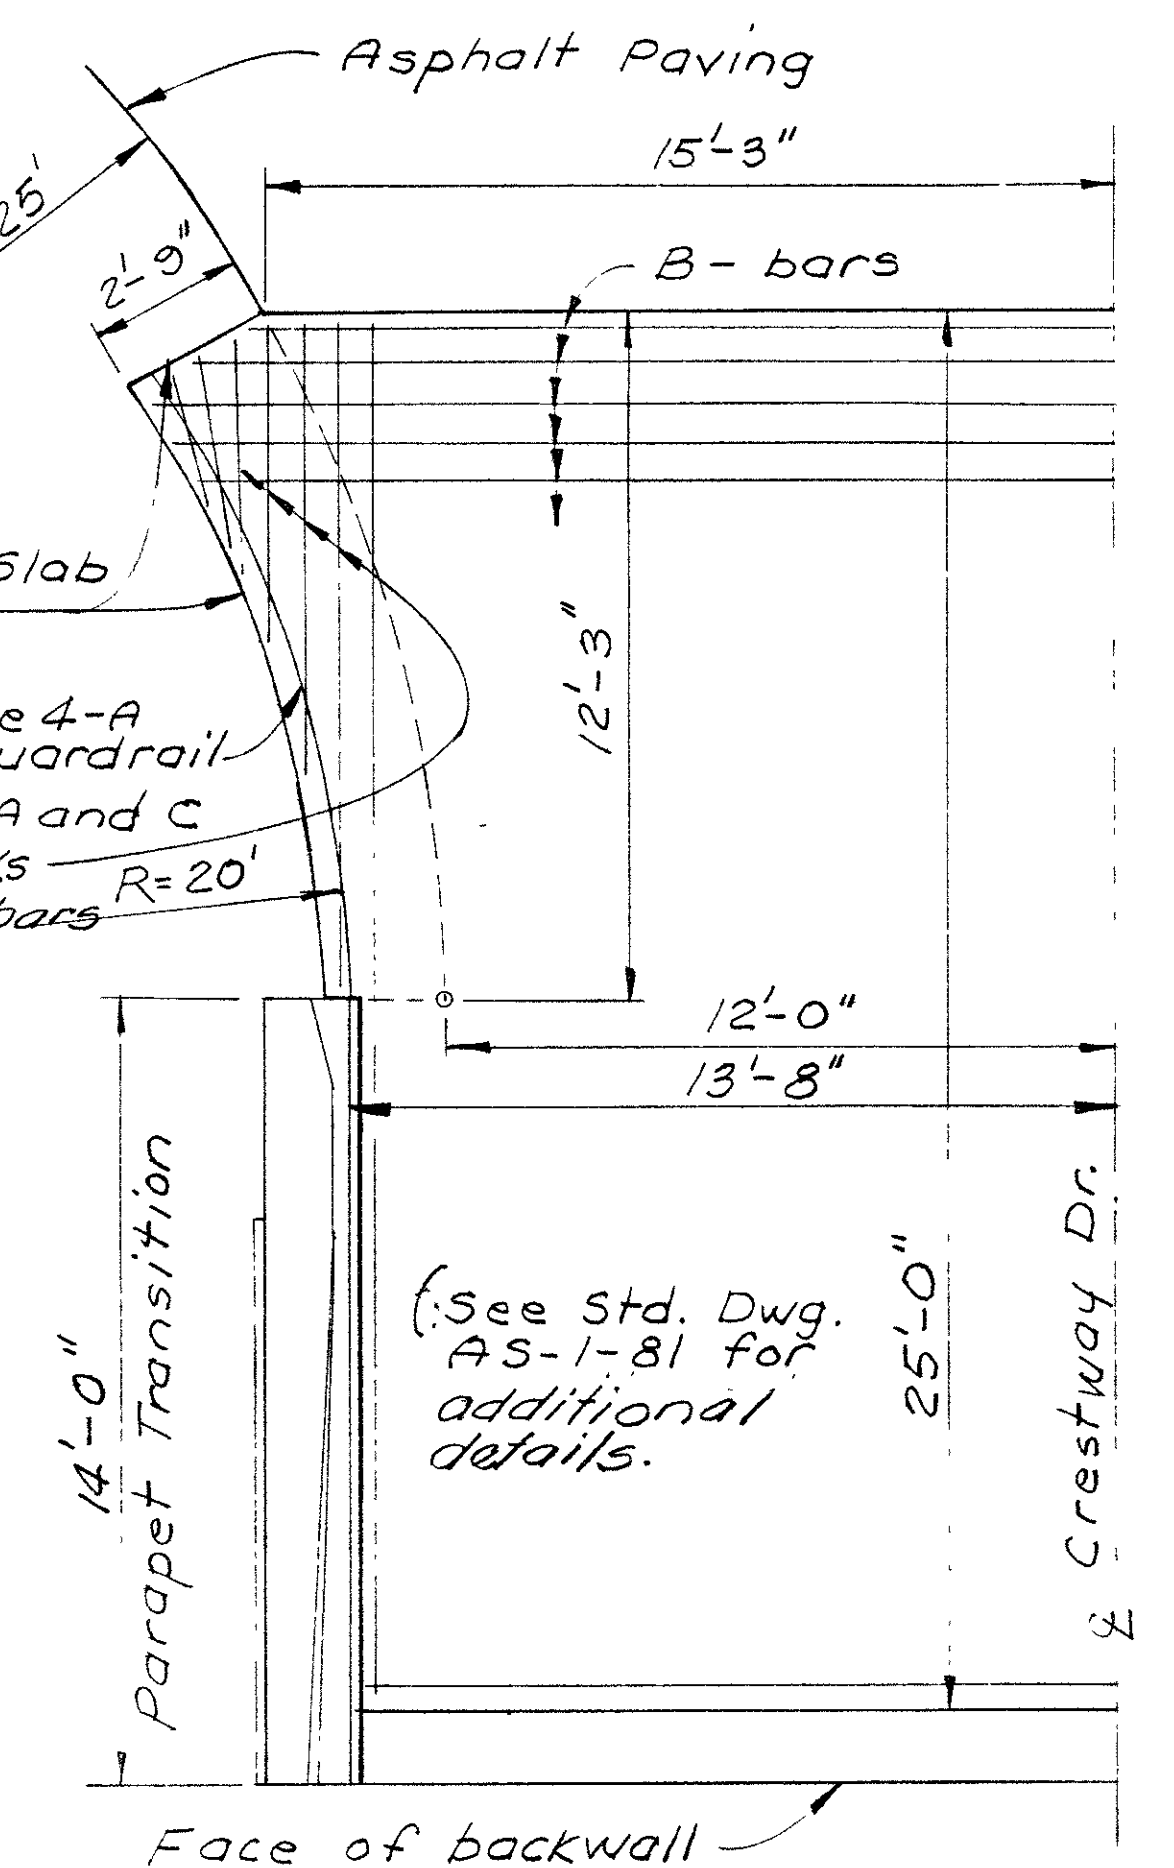 Asphalt Paving
15'-3"
25'
2'-9"
B- bars
Slab
12'-3"
e 4-A
uardrail
A and C
ks
bars
R= 20'
12'-0"
13'-8"
Parapet Transition
14'-0"
(See Std. Dwg.
AS-1-81 for
additional
details.
25'-0"
℄ Crestway Dr.
Face of backwall